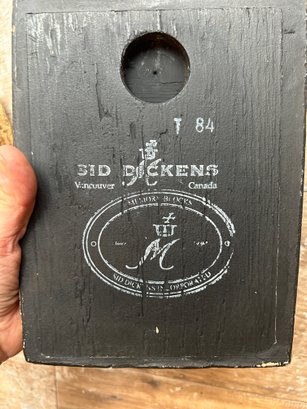 T 84
SID DICKENS
Vancouver Canada
MEMORY BLOCKS
M
SID DICKENS INCORPORATED